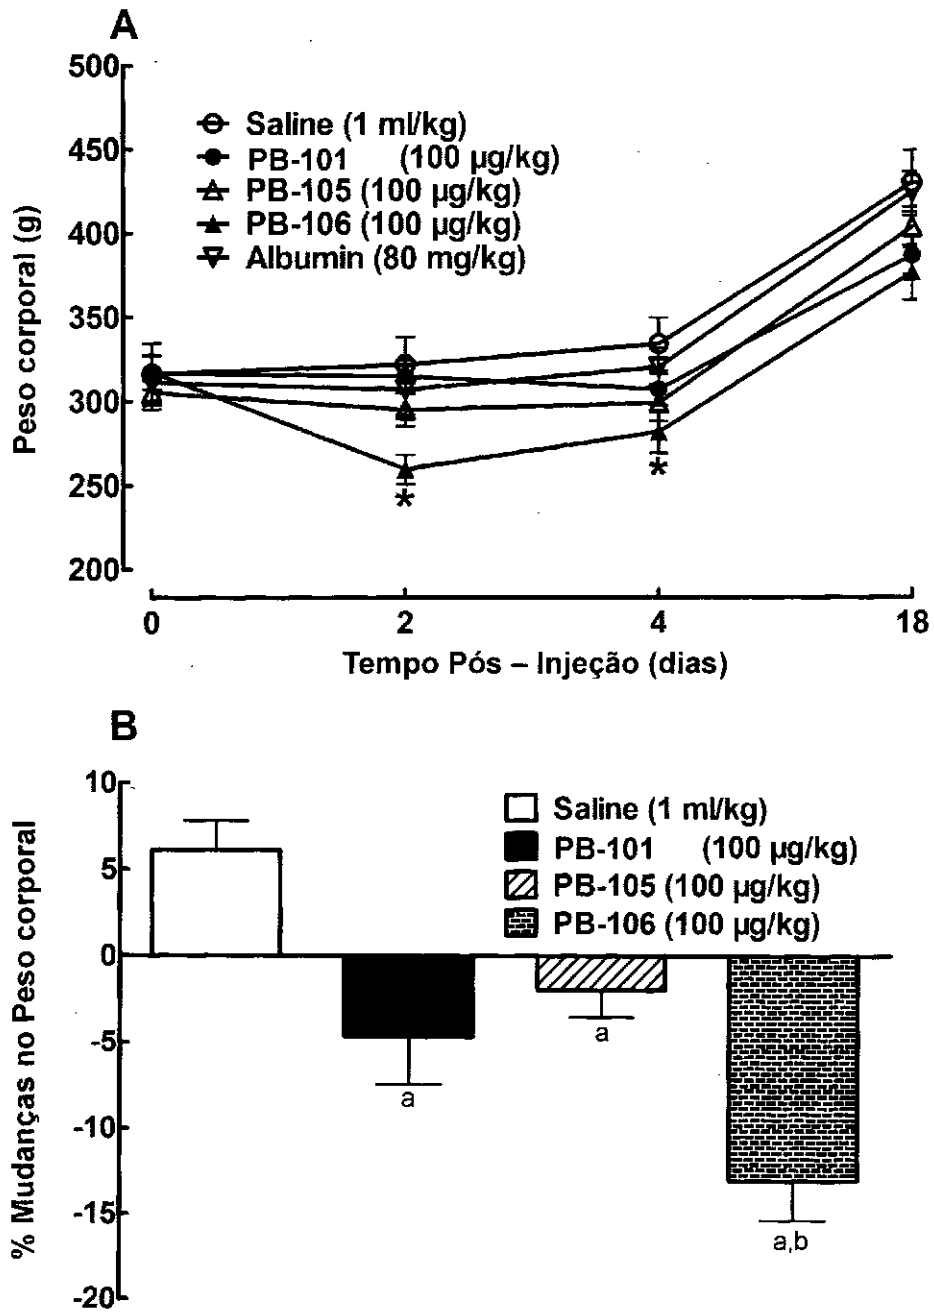 A
500
450
400
350
300
250
200
Peso corporal (g)
Saline (1 ml/kg)
PB-101 (100 µg/kg)
PB-105 (100 µg/kg)
PB-106 (100 µg/kg)
Albumin (80 mg/kg)
*
*
0 2 4 18
Tempo Pós – Injeção (dias)
B
10
5
0
-5
-10
-15
-20
% Mudanças no Peso corporal
Saline (1 ml/kg)
PB-101 (100 µg/kg)
PB-105 (100 µg/kg)
PB-106 (100 µg/kg)
a
a
a,b